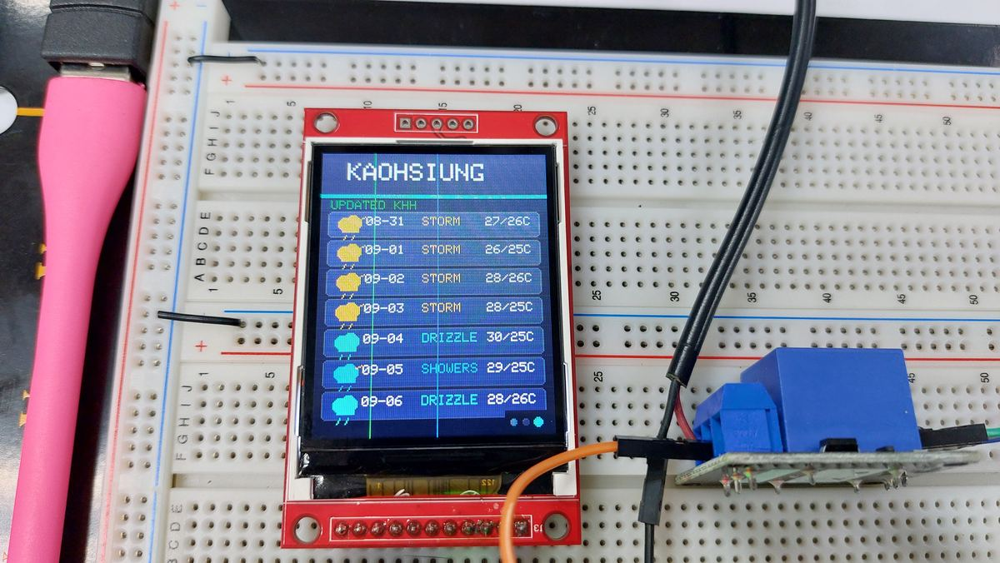 KAOHSIUNG
UPDATED KHH
08-31 STORM 27/26C
09-01 STORM 26/25C
09-02 STORM 28/26C
09-03 STORM 28/25C
09-04 DRIZZLE 30/25C
09-05 SHOWERS 29/25C
09-06 DRIZZLE 28/26C